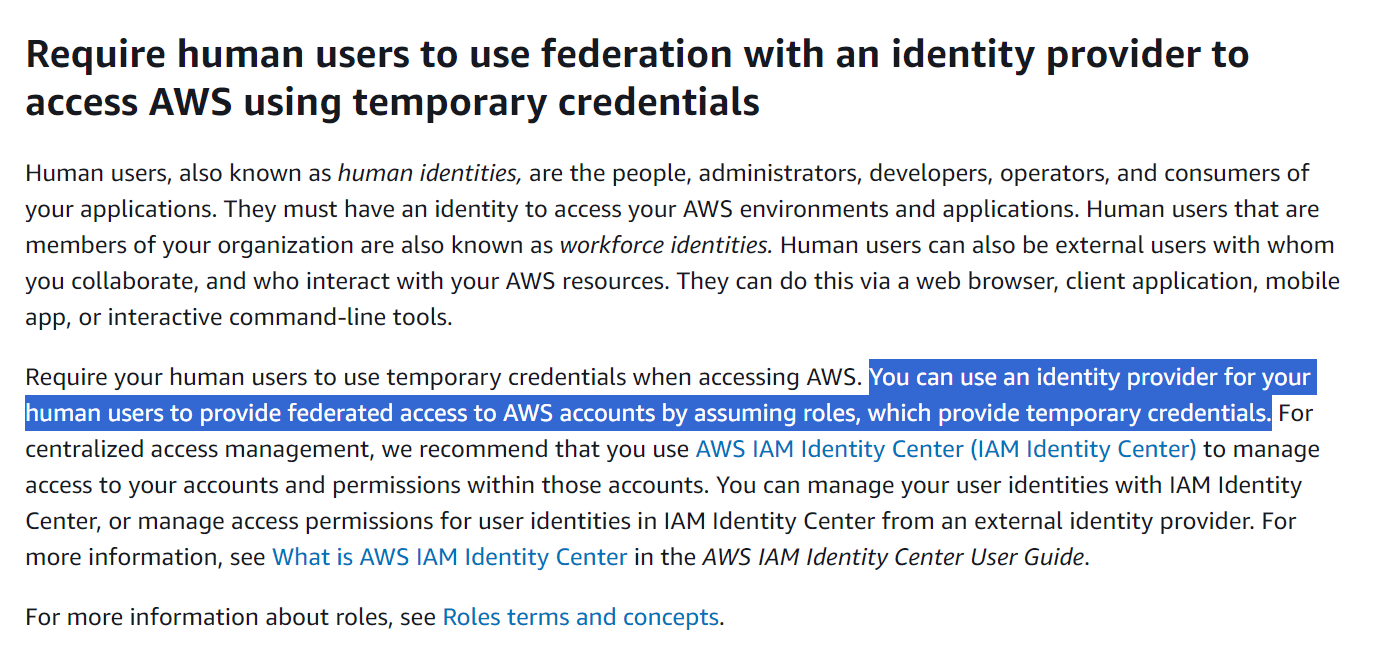 Require human users to use federation with an identity provider to
access AWS using temporary credentials
Human users, also known as human identities, are the people, administrators, developers, operators, and consumers of
your applications. They must have an identity to access your AWS environments and applications. Human users that are
members of your organization are also known as workforce identities. Human users can also be external users with whom
you collaborate, and who interact with your AWS resources. They can do this via a web browser, client application, mobile
app, or interactive command-line tools.
Require your human users to use temporary credentials when accessing AWS. You can use an identity provider for your
human users to provide federated access to AWS accounts by assuming roles, which provide temporary credentials. For
centralized access management, we recommend that you use AWS IAM Identity Center (IAM Identity Center) to manage
access to your accounts and permissions within those accounts. You can manage your user identities with IAM Identity
Center, or manage access permissions for user identities in IAM Identity Center from an external identity provider. For
more information, see What is AWS IAM Identity Center in the AWS IAM Identity Center User Guide.
For more information about roles, see Roles terms and concepts.